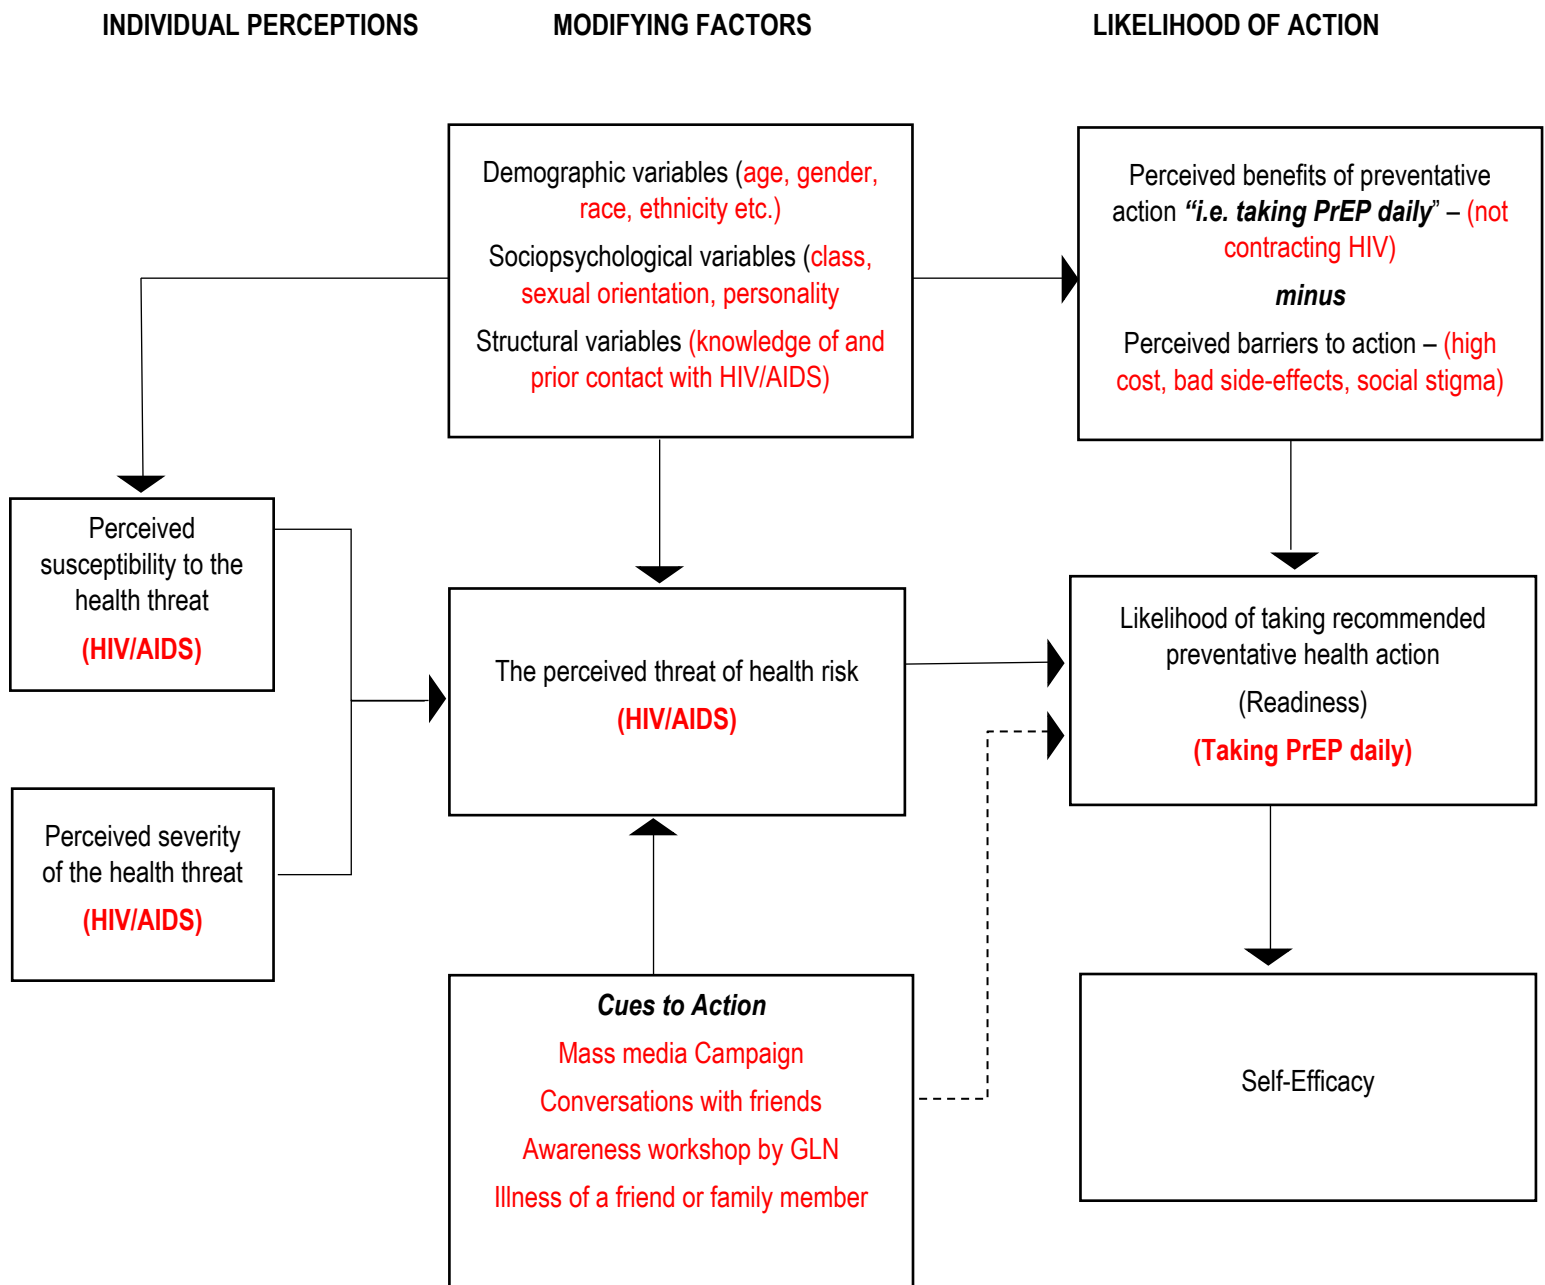 INDIVIDUAL PERCEPTIONS
MODIFYING FACTORS
LIKELIHOOD OF ACTION
Demographic variables (age, gender,
race, ethnicity etc.)
Sociopsychological variables (class,
sexual orientation, personality
Structural variables (knowledge of and
prior contact with HIV/AIDS)
Perceived benefits of preventative
action “i.e. taking PrEP daily” – (not
contracting HIV)
minus
Perceived barriers to action – (high
cost, bad side-effects, social stigma)
Perceived
susceptibility to the
health threat
(HIV/AIDS)
The perceived threat of health risk
(HIV/AIDS)
Likelihood of taking recommended
preventative health action
(Readiness)
(Taking PrEP daily)
Perceived severity
of the health threat
(HIV/AIDS)
Cues to Action
Mass media Campaign
Conversations with friends
Awareness workshop by GLN
Illness of a friend or family member
Self-Efficacy